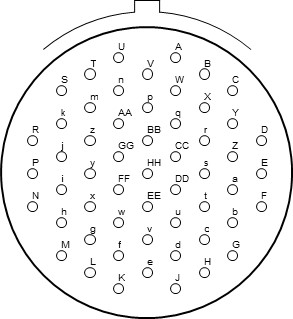 U A
T V B
S n W C
m p X
k AA q Y
R z BB r D
j GG CC Z
P y HH s E
i FF DD a
N x EE t F
h w u b
g v c
M f d G
L e H
K J